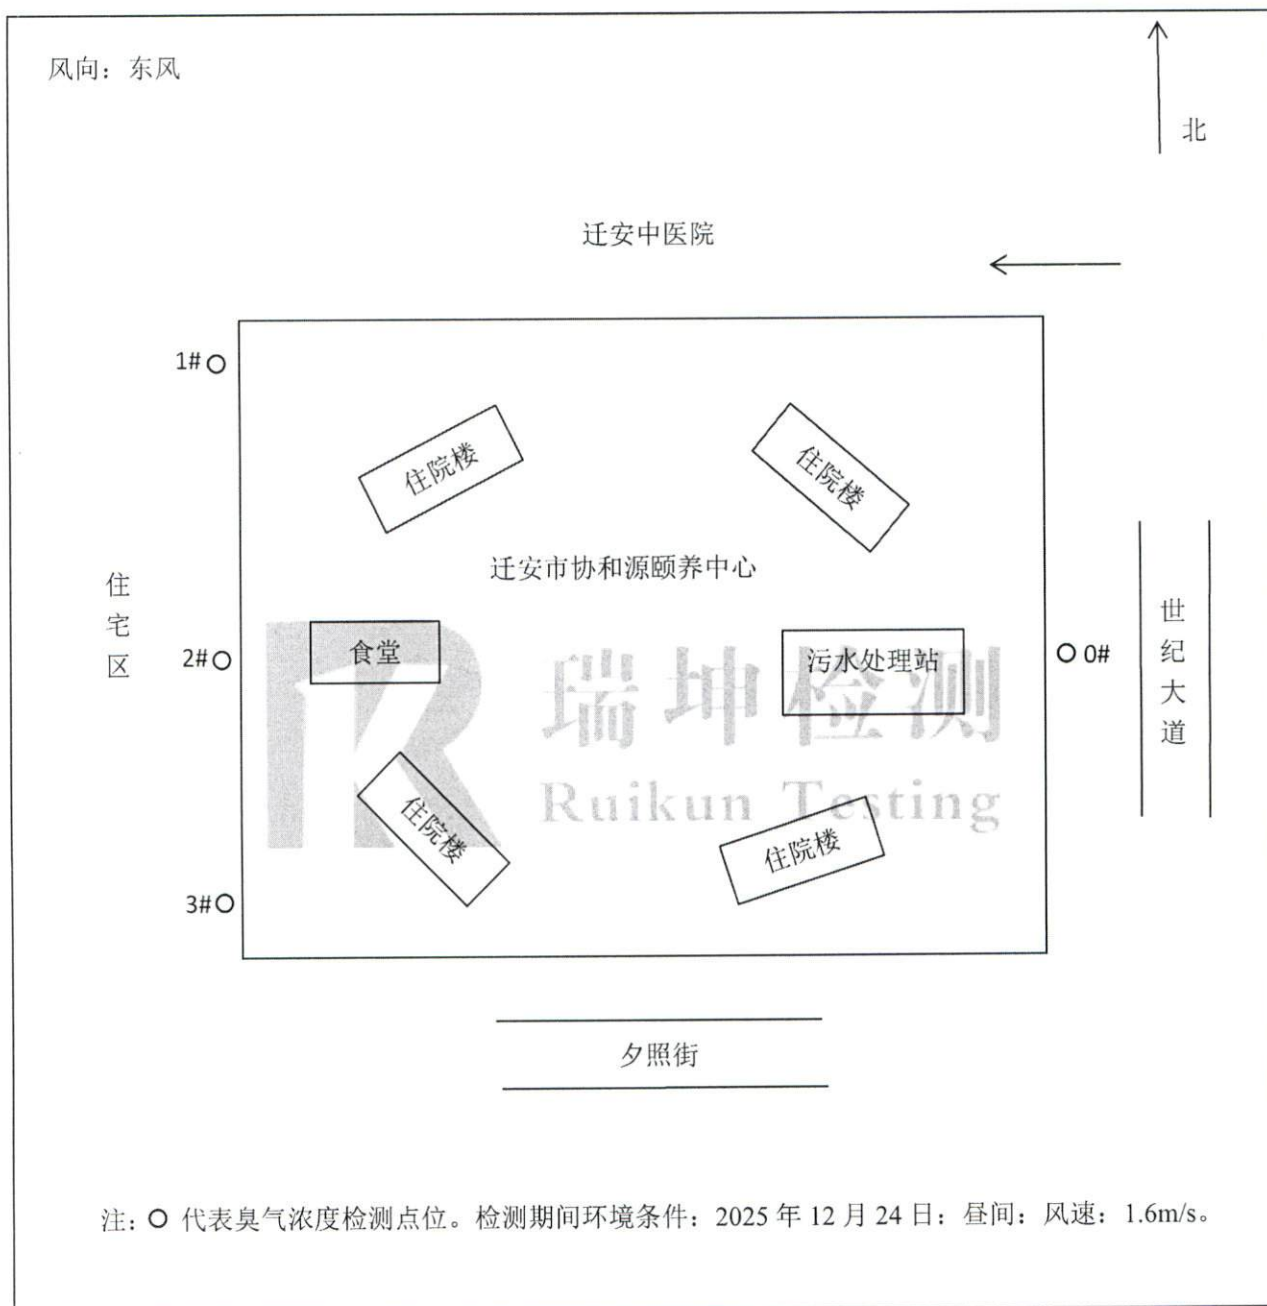 风向：东风
北
迁安中医院
1#
住院楼
住院楼
迁安市协和源颐养中心
住宅区
2#
食堂
污水处理站
0#
世纪大道
瑞坤检测
Ruikun Testing
住院楼
住院楼
3#
夕照街
注：O 代表臭气浓度检测点位。检测期间环境条件：2025 年 12 月 24 日：昼间：风速：1.6m/s。